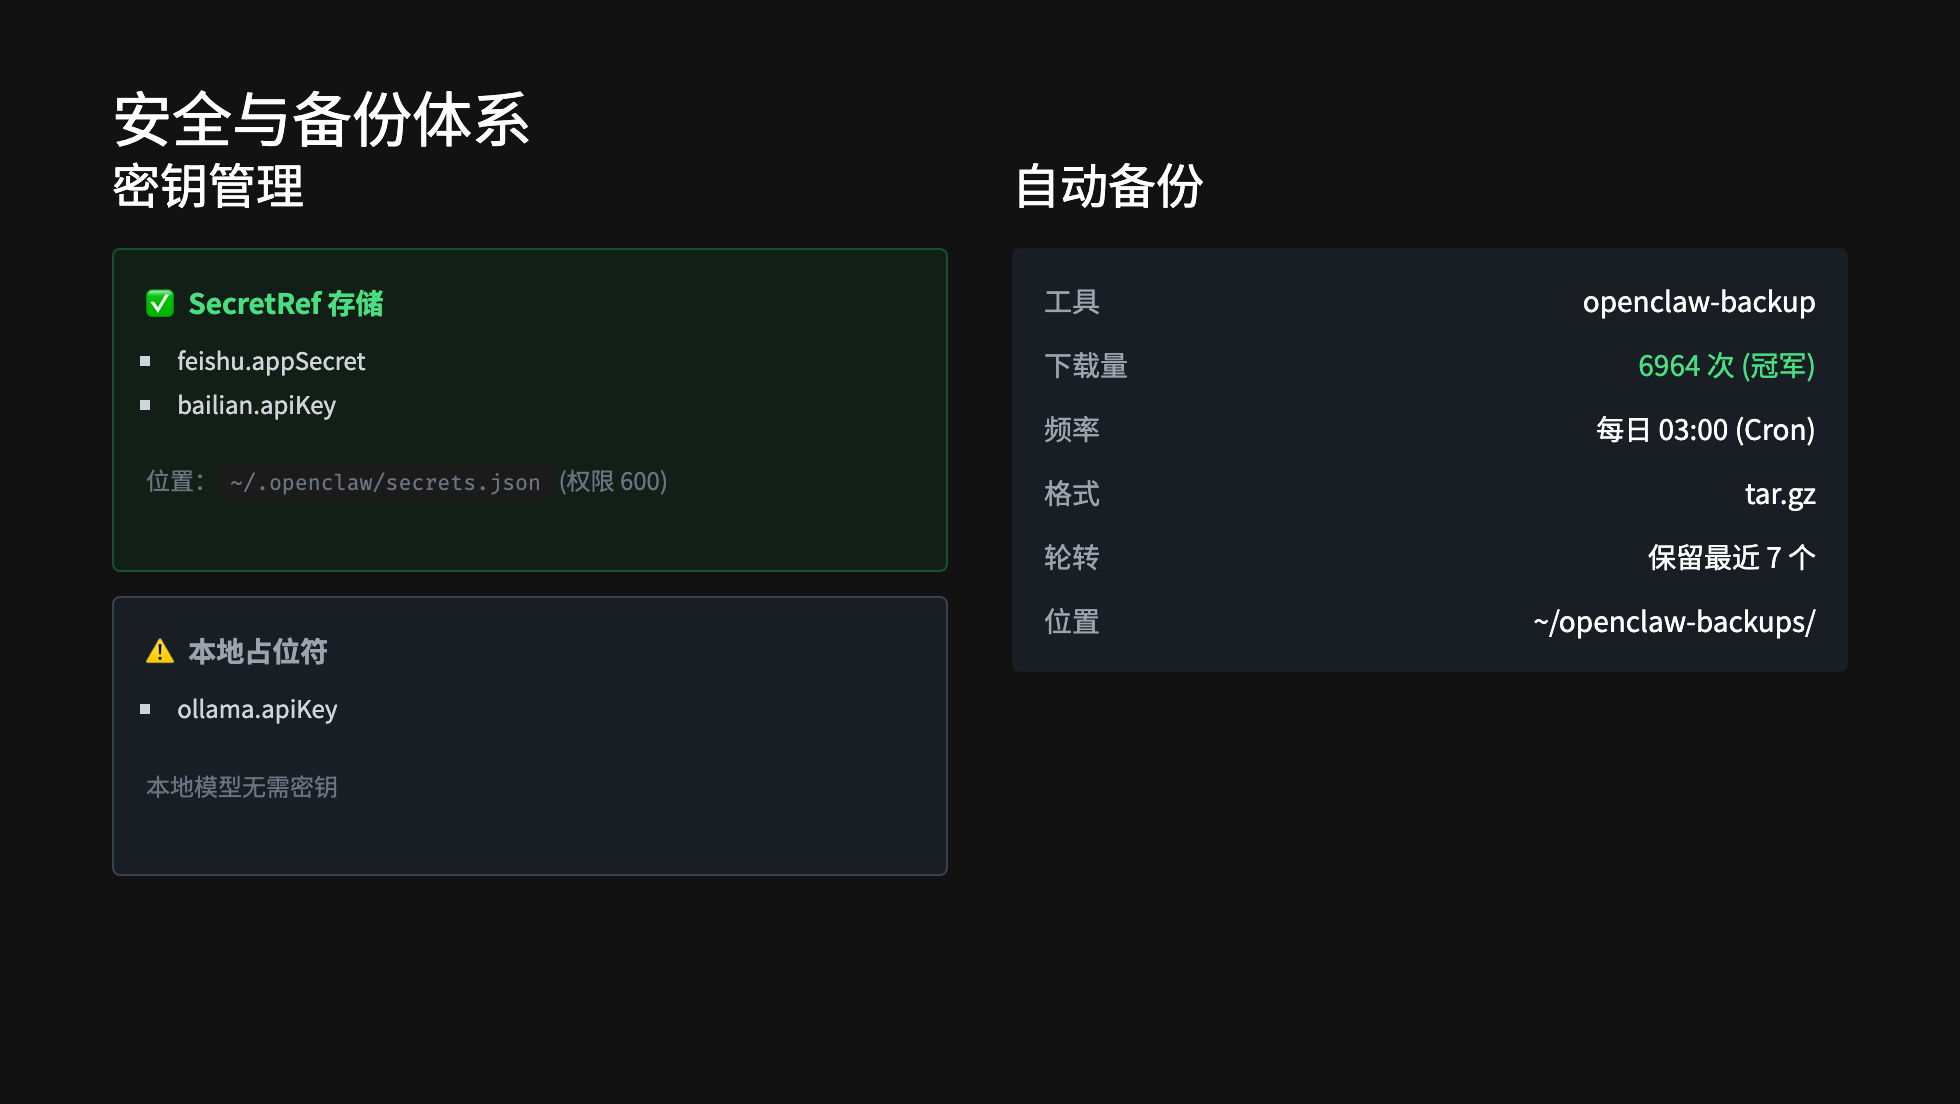 安全与备份体系
密钥管理
✅ SecretRef 存储
▪ feishu.appSecret
▪ bailian.apiKey
位置： ~/.openclaw/secrets.json (权限 600)
⚠️ 本地占位符
▪ ollama.apiKey
本地模型无需密钥
自动备份
工具 openclaw-backup
下载量 6964 次 (冠军)
频率 每日 03:00 (Cron)
格式 tar.gz
轮转 保留最近 7 个
位置 ~/openclaw-backups/